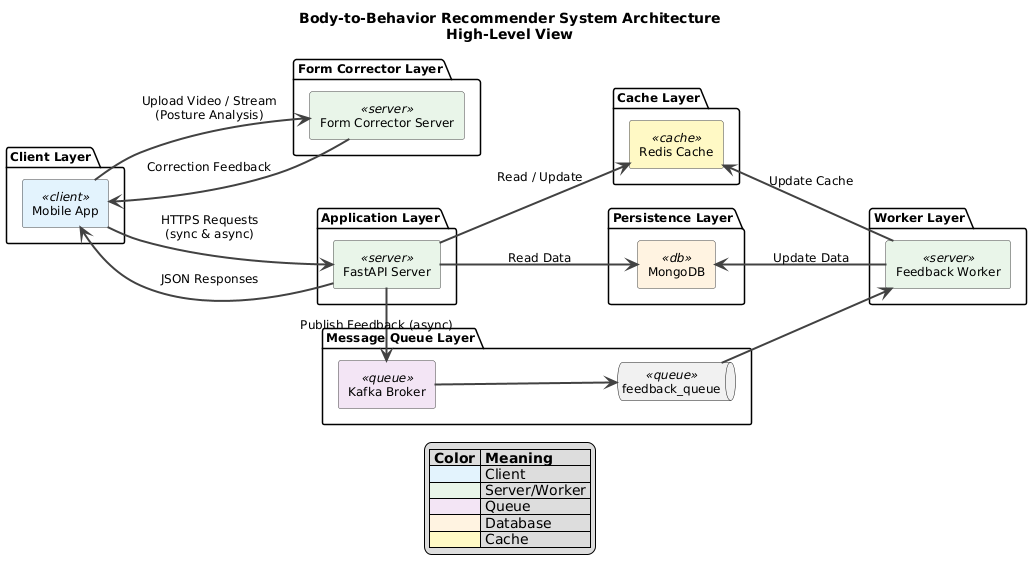 Body-to-Behavior Recommender System Architecture
High-Level View
Form Corrector Layer
«server»
Form Corrector Server
Upload Video / Stream
(Posture Analysis)
Correction Feedback
Client Layer
«client»
Mobile App
HTTPS Requests
(sync & async)
JSON Responses
Application Layer
«server»
FastAPI Server
Cache Layer
«cache»
Redis Cache
Read / Update
Update Cache
Persistence Layer
«db»
MongoDB
Read Data
Update Data
Worker Layer
«server»
Feedback Worker
Publish Feedback (async)
Message Queue Layer
«queue»
Kafka Broker
«queue»
feedback_queue
Color Meaning
Client
Server/Worker
Queue
Database
Cache